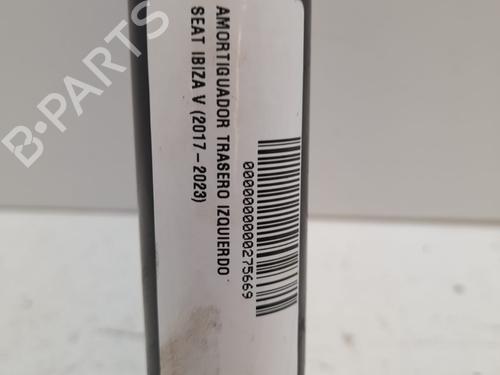 AMORTIGUADOR TRASERO IZQUIERDO
SEAT IBIZA V (2017-2023)
0000000000275669
B-PARTS